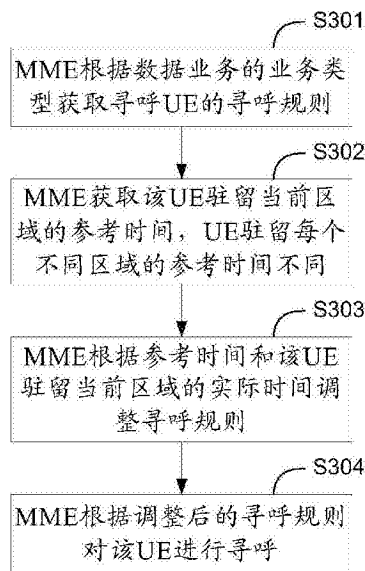 S301
MME根据数据业务的业务类
型获取寻呼UE的寻呼规则
S302
MME获取该UE驻留当前区
域的参考时间，UE驻留每个
不同区域的参考时间不同
S303
MME根据参考时间和该UE
驻留当前区域的实际时间调
整寻呼规则
S304
MME根据调整后的寻呼规则
对该UE进行寻呼